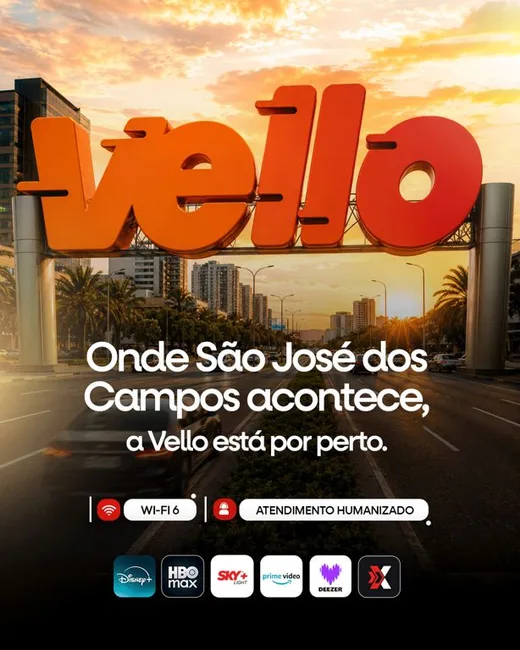 vello
Onde São José dos
Campos acontece,
a Vello está por perto.
WI-FI 6
ATENDIMENTO HUMANIZADO
Disney+
HBO
max
SKY+
LIGHT
prime video
DEEZER
X